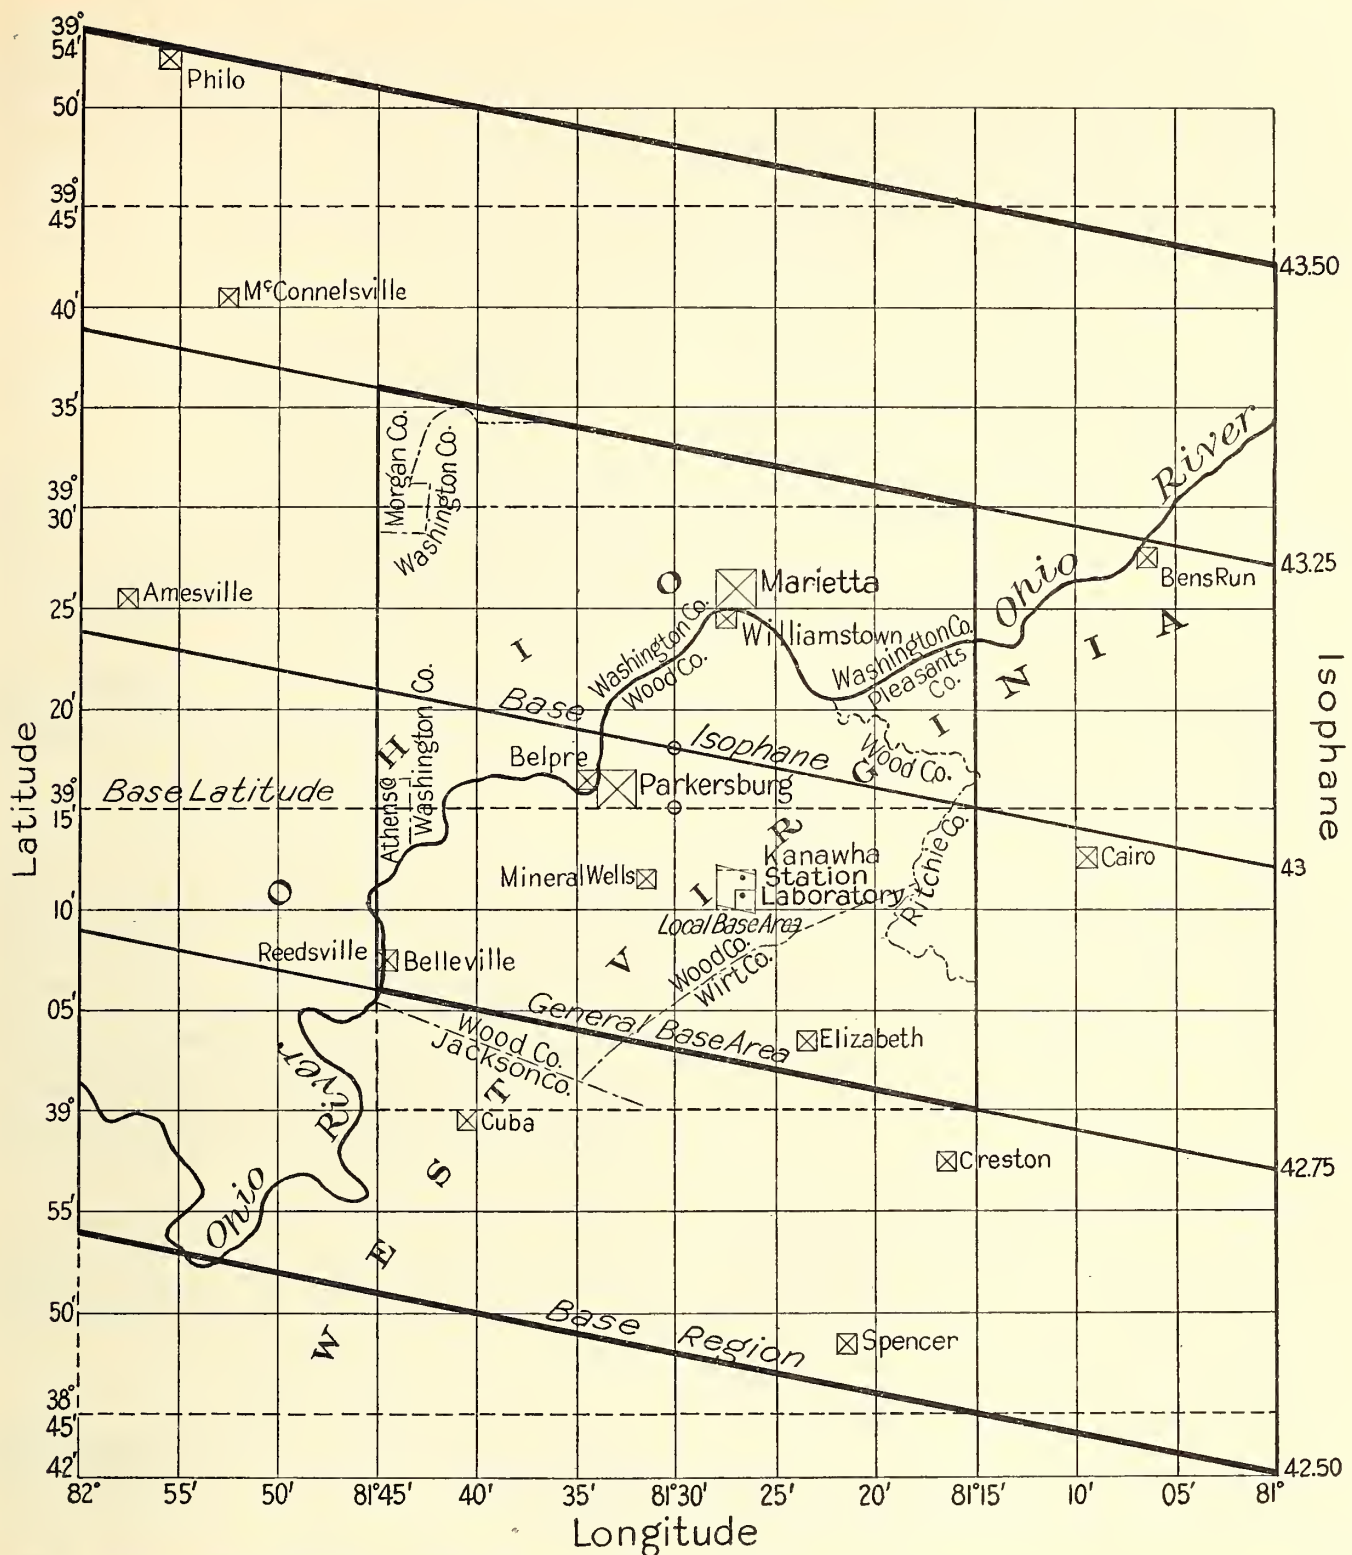 39°
54'
Philo
50'
39°
45'
43.50
McConnelsville
40'
35'
Morgan Co.
Washington Co.
Washington Co.
39°
30'
Ohio River
43.25
BensRun
Amesville
25'
Marietta
Williamstown
Washington Co.
Wood Co.
Washington Co.
Pleasants
Co.
Wood Co.
20'
Base Isophane
OHIO
WEST VIRGINIA
Latitude
Isophane
Athens Co
Washington Co.
Belpre
Parkersburg
Base Latitude
39°
15'
43
Cairo
Kanawha
Station
Laboratory
Local Base Area
Mineral Wells
Ritchie Co.
10'
Reedsville
Belleville
Wood Co.
Wirt Co.
05'
General Base Area
Elizabeth
Wood Co.
Jackson Co.
Ohio River
39°
Cuba
Creston
42.75
55'
50'
Base Region
Spencer
38°
45'
42'
42.50
82° 55' 50' 81°45' 40' 35' 81°30' 25' 20' 81°15' 10' 05' 81°
Longitude